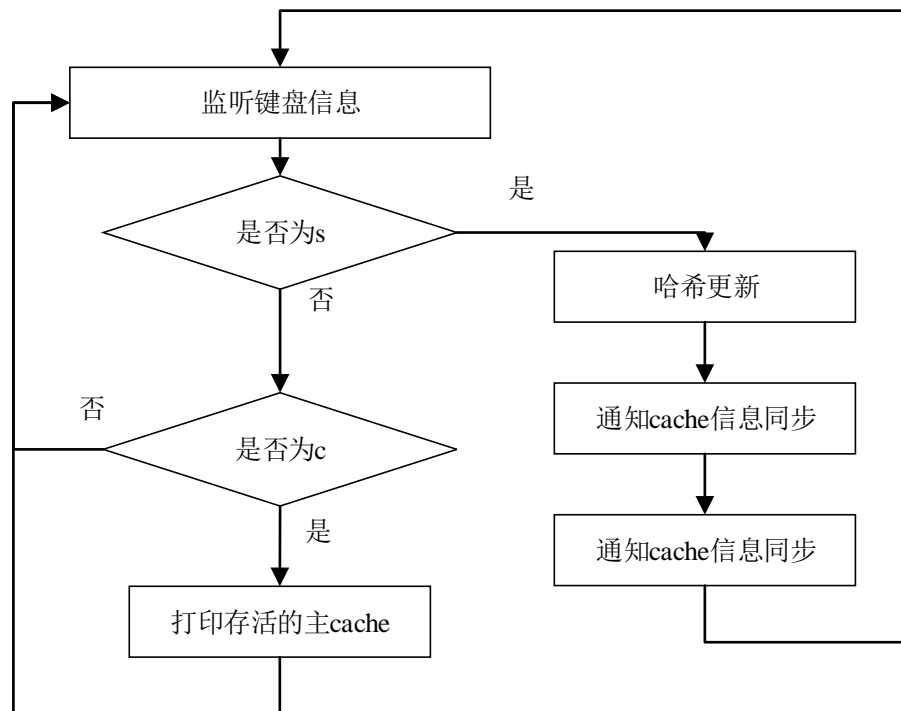 监听键盘信息
是否为s
是
哈希更新
否
通知cache信息同步
否
是否为c
通知cache信息同步
是
打印存活的主cache